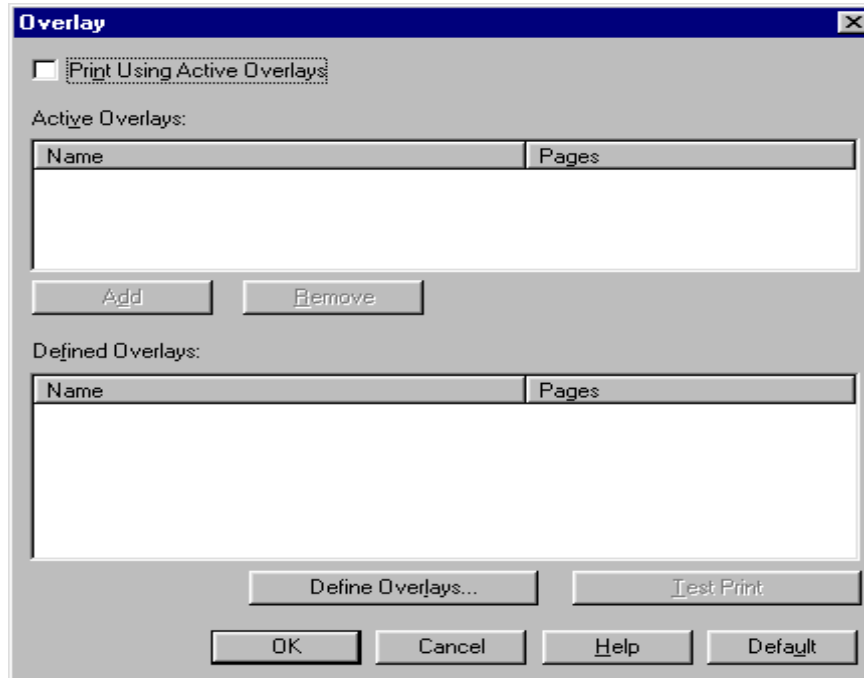 Overlay
Print Using Active Overlays
Active Overlays:
Name Pages
Add Remove
Defined Overlays:
Name Pages
Define Overlays... Test Print
OK Cancel Help Default